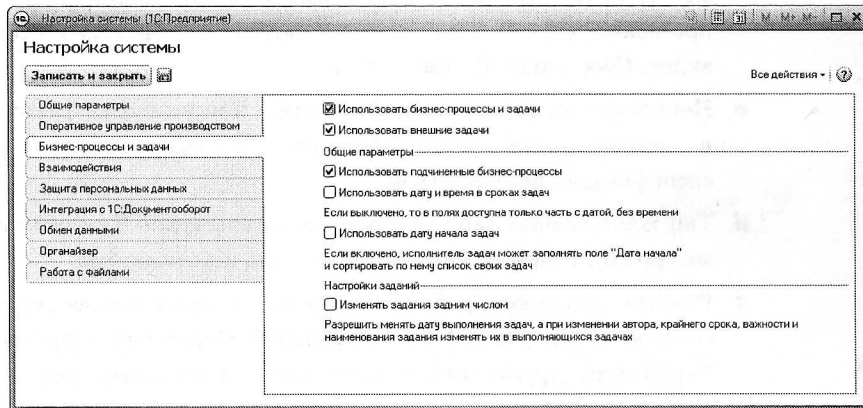 Настройка системы (1С:Предприятие)
M M+ M-
Настройка системы
Записать и закрыть
Все действия
Общие параметры
Оперативное управление производством
Бизнес-процессы и задачи
Взаимодействия
Защита персональных данных
Интеграция с 1С:Документооборот
Обмен данными
Органайзер
Работа с файлами
Использовать бизнес-процессы и задачи
Использовать внешние задачи
Общие параметры
Использовать подчиненные бизнес-процессы
Использовать дату и время в сроках задач
Если выключено, то в полях доступна только часть с датой, без времени
Использовать дату начала задач
Если включено, исполнитель задач может заполнять поле "Дата начала"
и сортировать по нему список своих задач
Настройки заданий
Изменять задания задним числом
Разрешить менять дату выполнения задач, а при изменении автора, крайнего срока, важности и
наименования задания изменять их в выполняющихся задачах